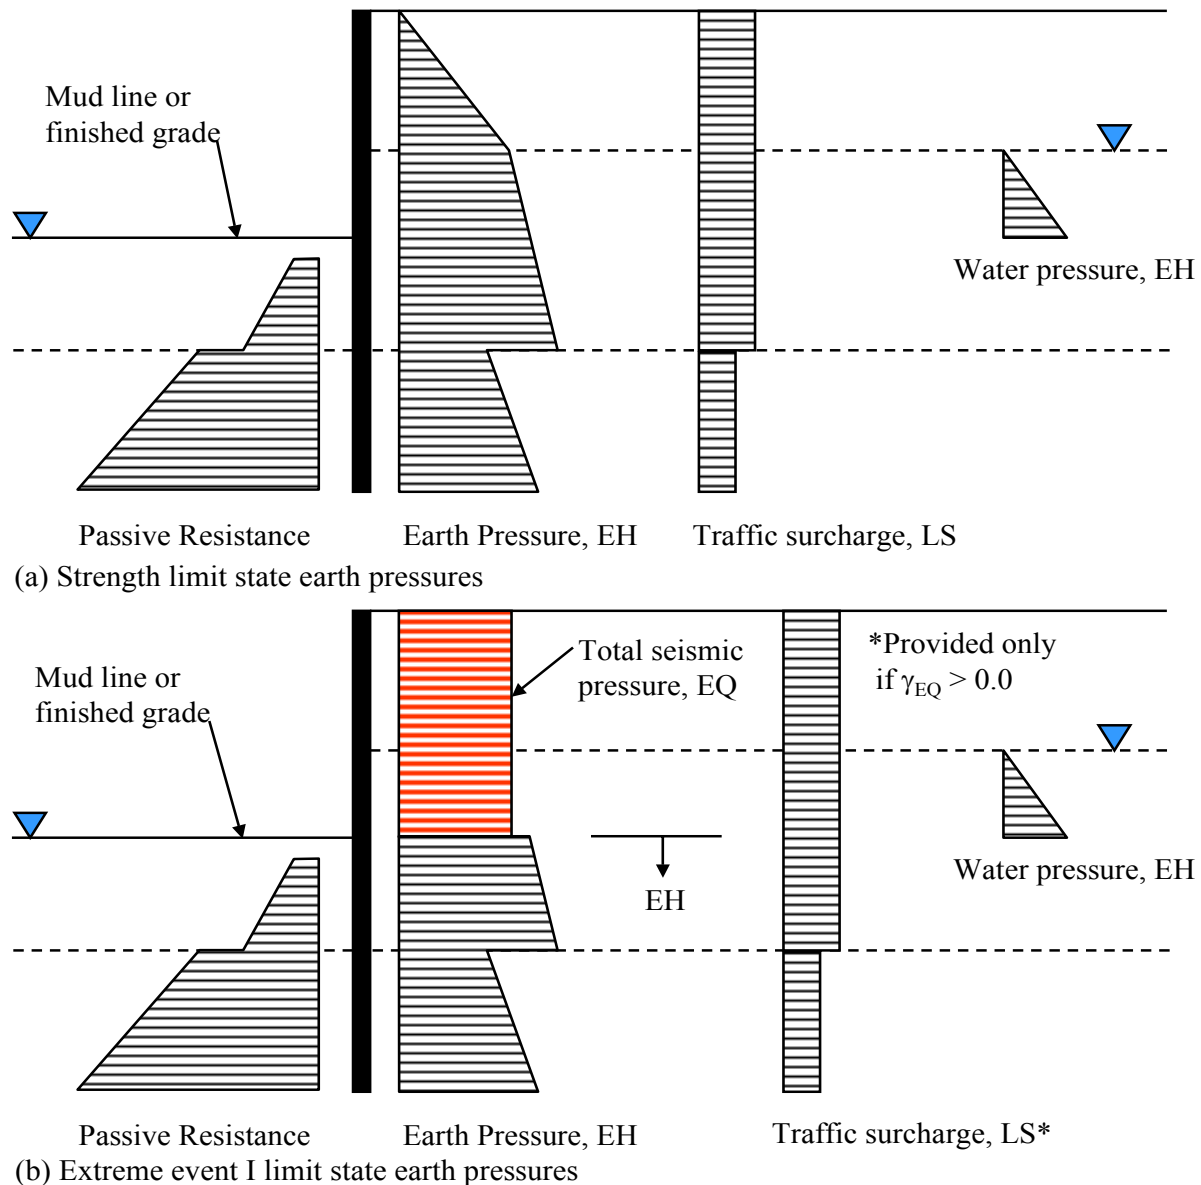 Mud line or
finished grade
Water pressure, EH
Passive Resistance
Earth Pressure, EH
Traffic surcharge, LS
(a) Strength limit state earth pressures
Total seismic
pressure, EQ
*Provided only
if γEQ > 0.0
Mud line or
finished grade
EH
Water pressure, EH
Passive Resistance
Earth Pressure, EH
Traffic surcharge, LS*
(b) Extreme event I limit state earth pressures